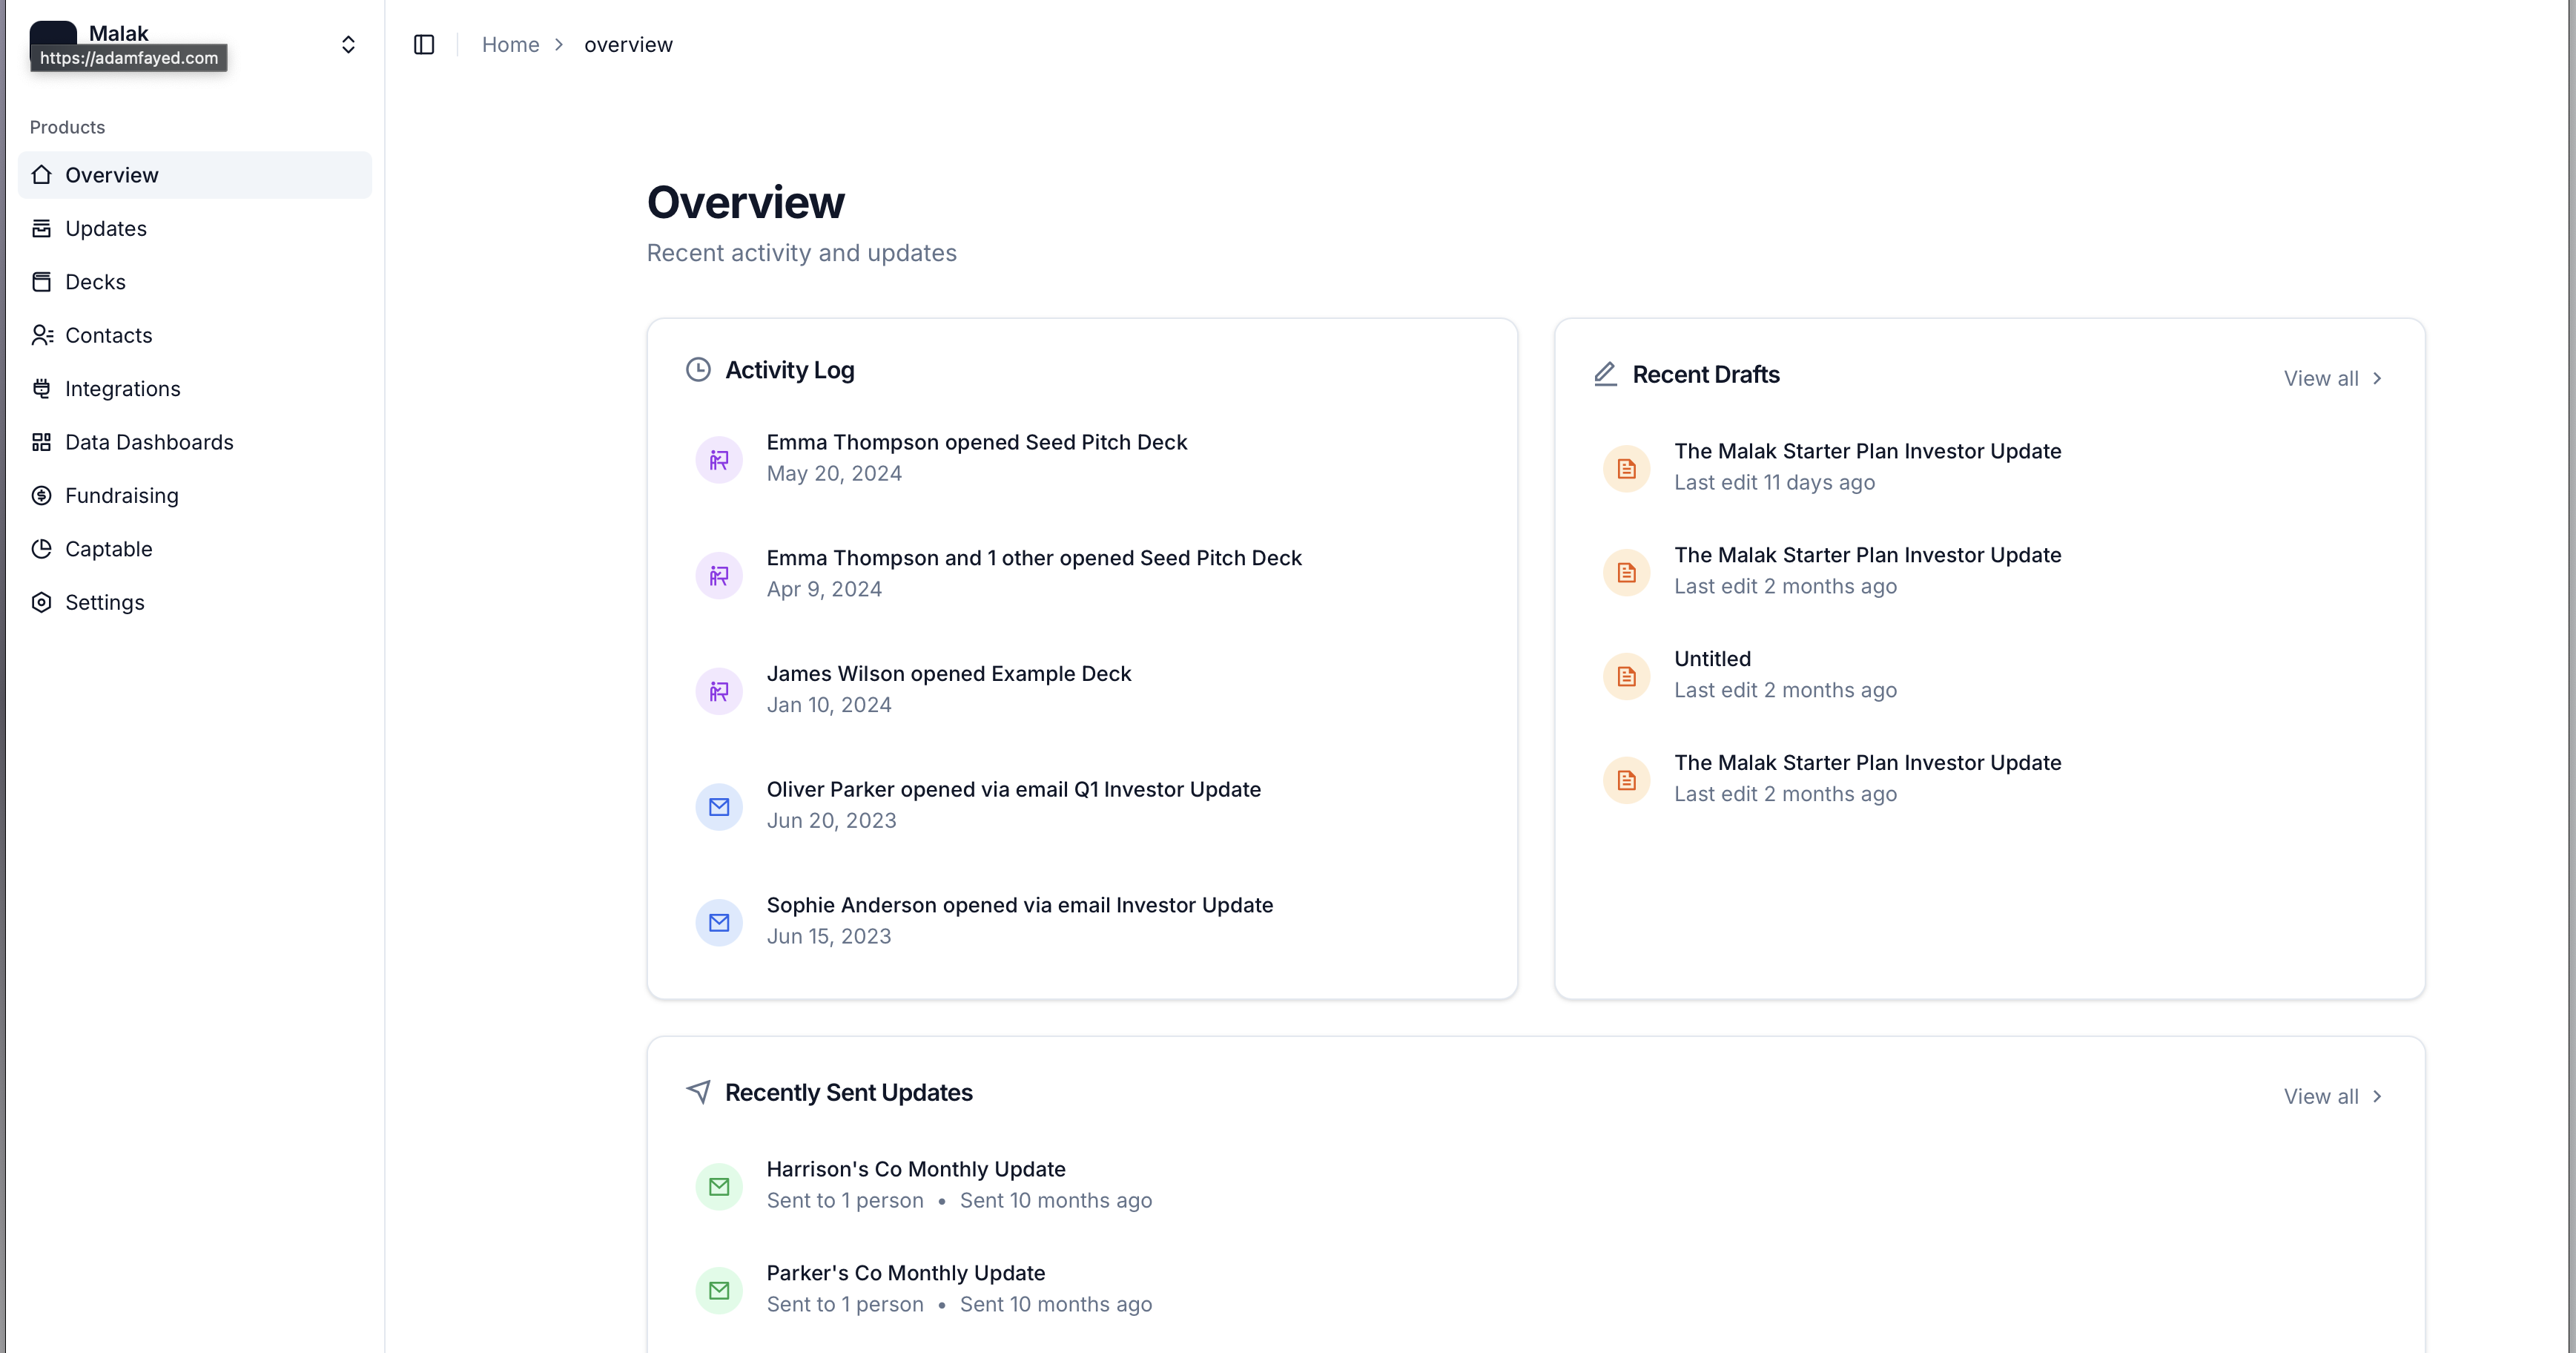 Malak
https://adamfayed.com
Products
Overview
Updates
Decks
Contacts
Integrations
Data Dashboards
Fundraising
Captable
Settings
Home > overview
Overview
Recent activity and updates
Activity Log
Emma Thompson opened Seed Pitch Deck
May 20, 2024
Emma Thompson and 1 other opened Seed Pitch Deck
Apr 9, 2024
James Wilson opened Example Deck
Jan 10, 2024
Oliver Parker opened via email Q1 Investor Update
Jun 20, 2023
Sophie Anderson opened via email Investor Update
Jun 15, 2023
Recent Drafts
View all >
The Malak Starter Plan Investor Update
Last edit 11 days ago
The Malak Starter Plan Investor Update
Last edit 2 months ago
Untitled
Last edit 2 months ago
The Malak Starter Plan Investor Update
Last edit 2 months ago
Recently Sent Updates
View all >
Harrison's Co Monthly Update
Sent to 1 person • Sent 10 months ago
Parker's Co Monthly Update
Sent to 1 person • Sent 10 months ago